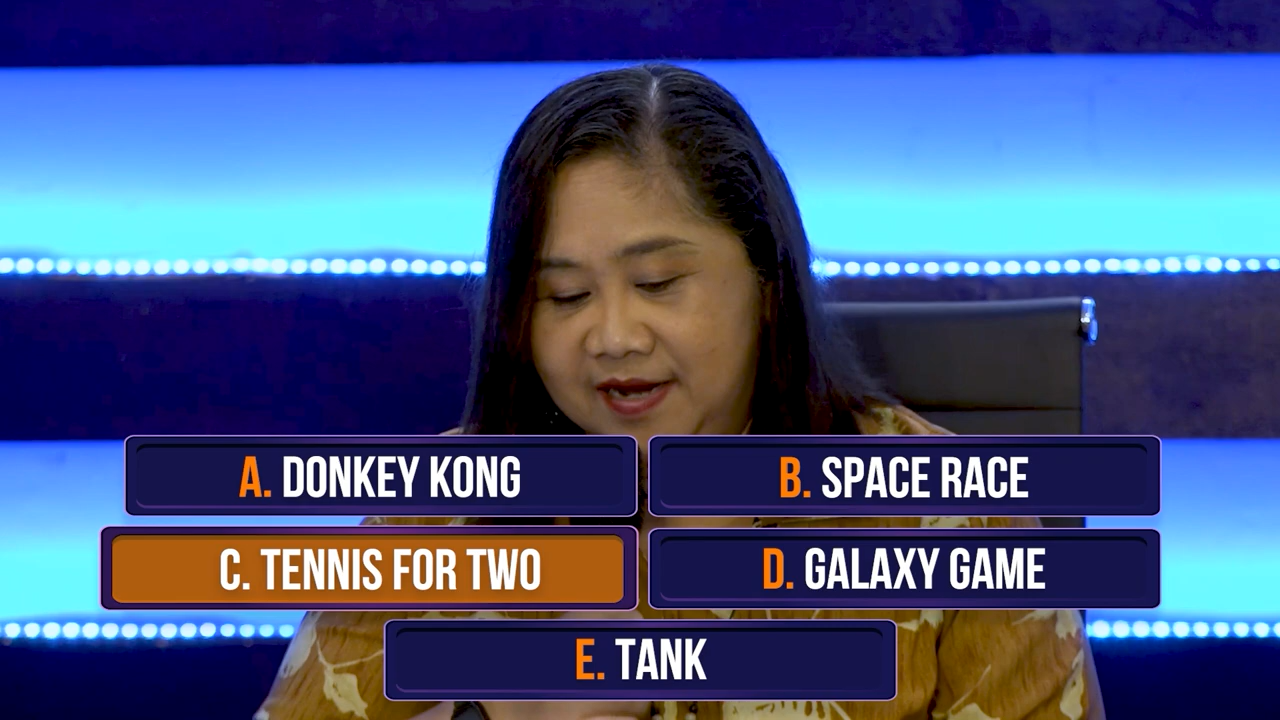 A. DONKEY KONG
B. SPACE RACE
C. TENNIS FOR TWO
D. GALAXY GAME
E. TANK